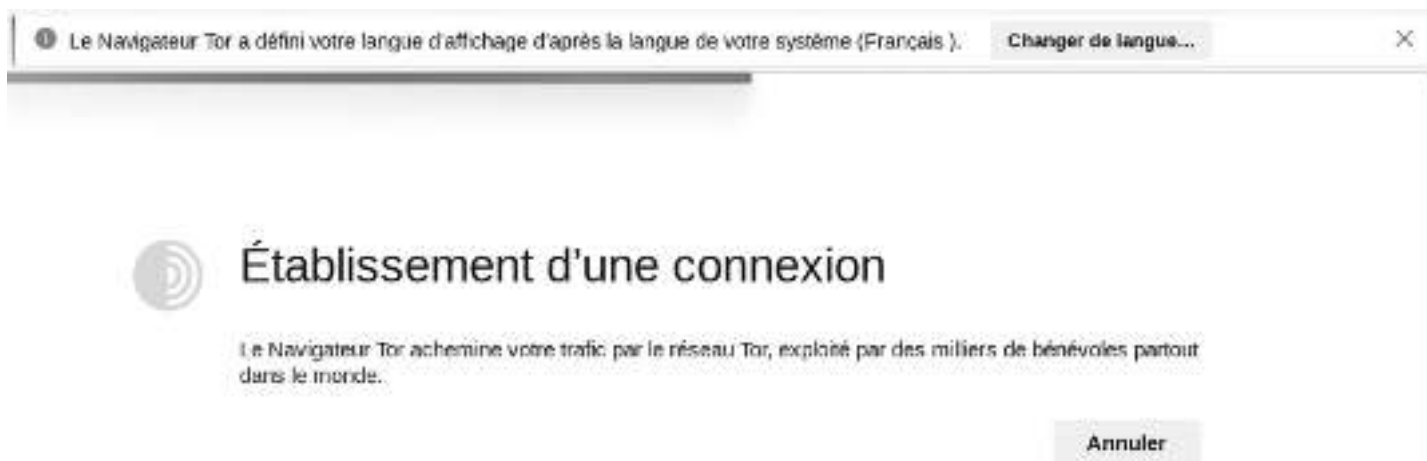 Le Navigateur Tor a défini votre langue d'affichage d'après la langue de votre système (Français ). Changer de langue...
Établissement d'une connexion
Le Navigateur Tor achemine votre trafic par le réseau Tor, exploité par des milliers de bénévoles partout
dans le monde.
Annuler